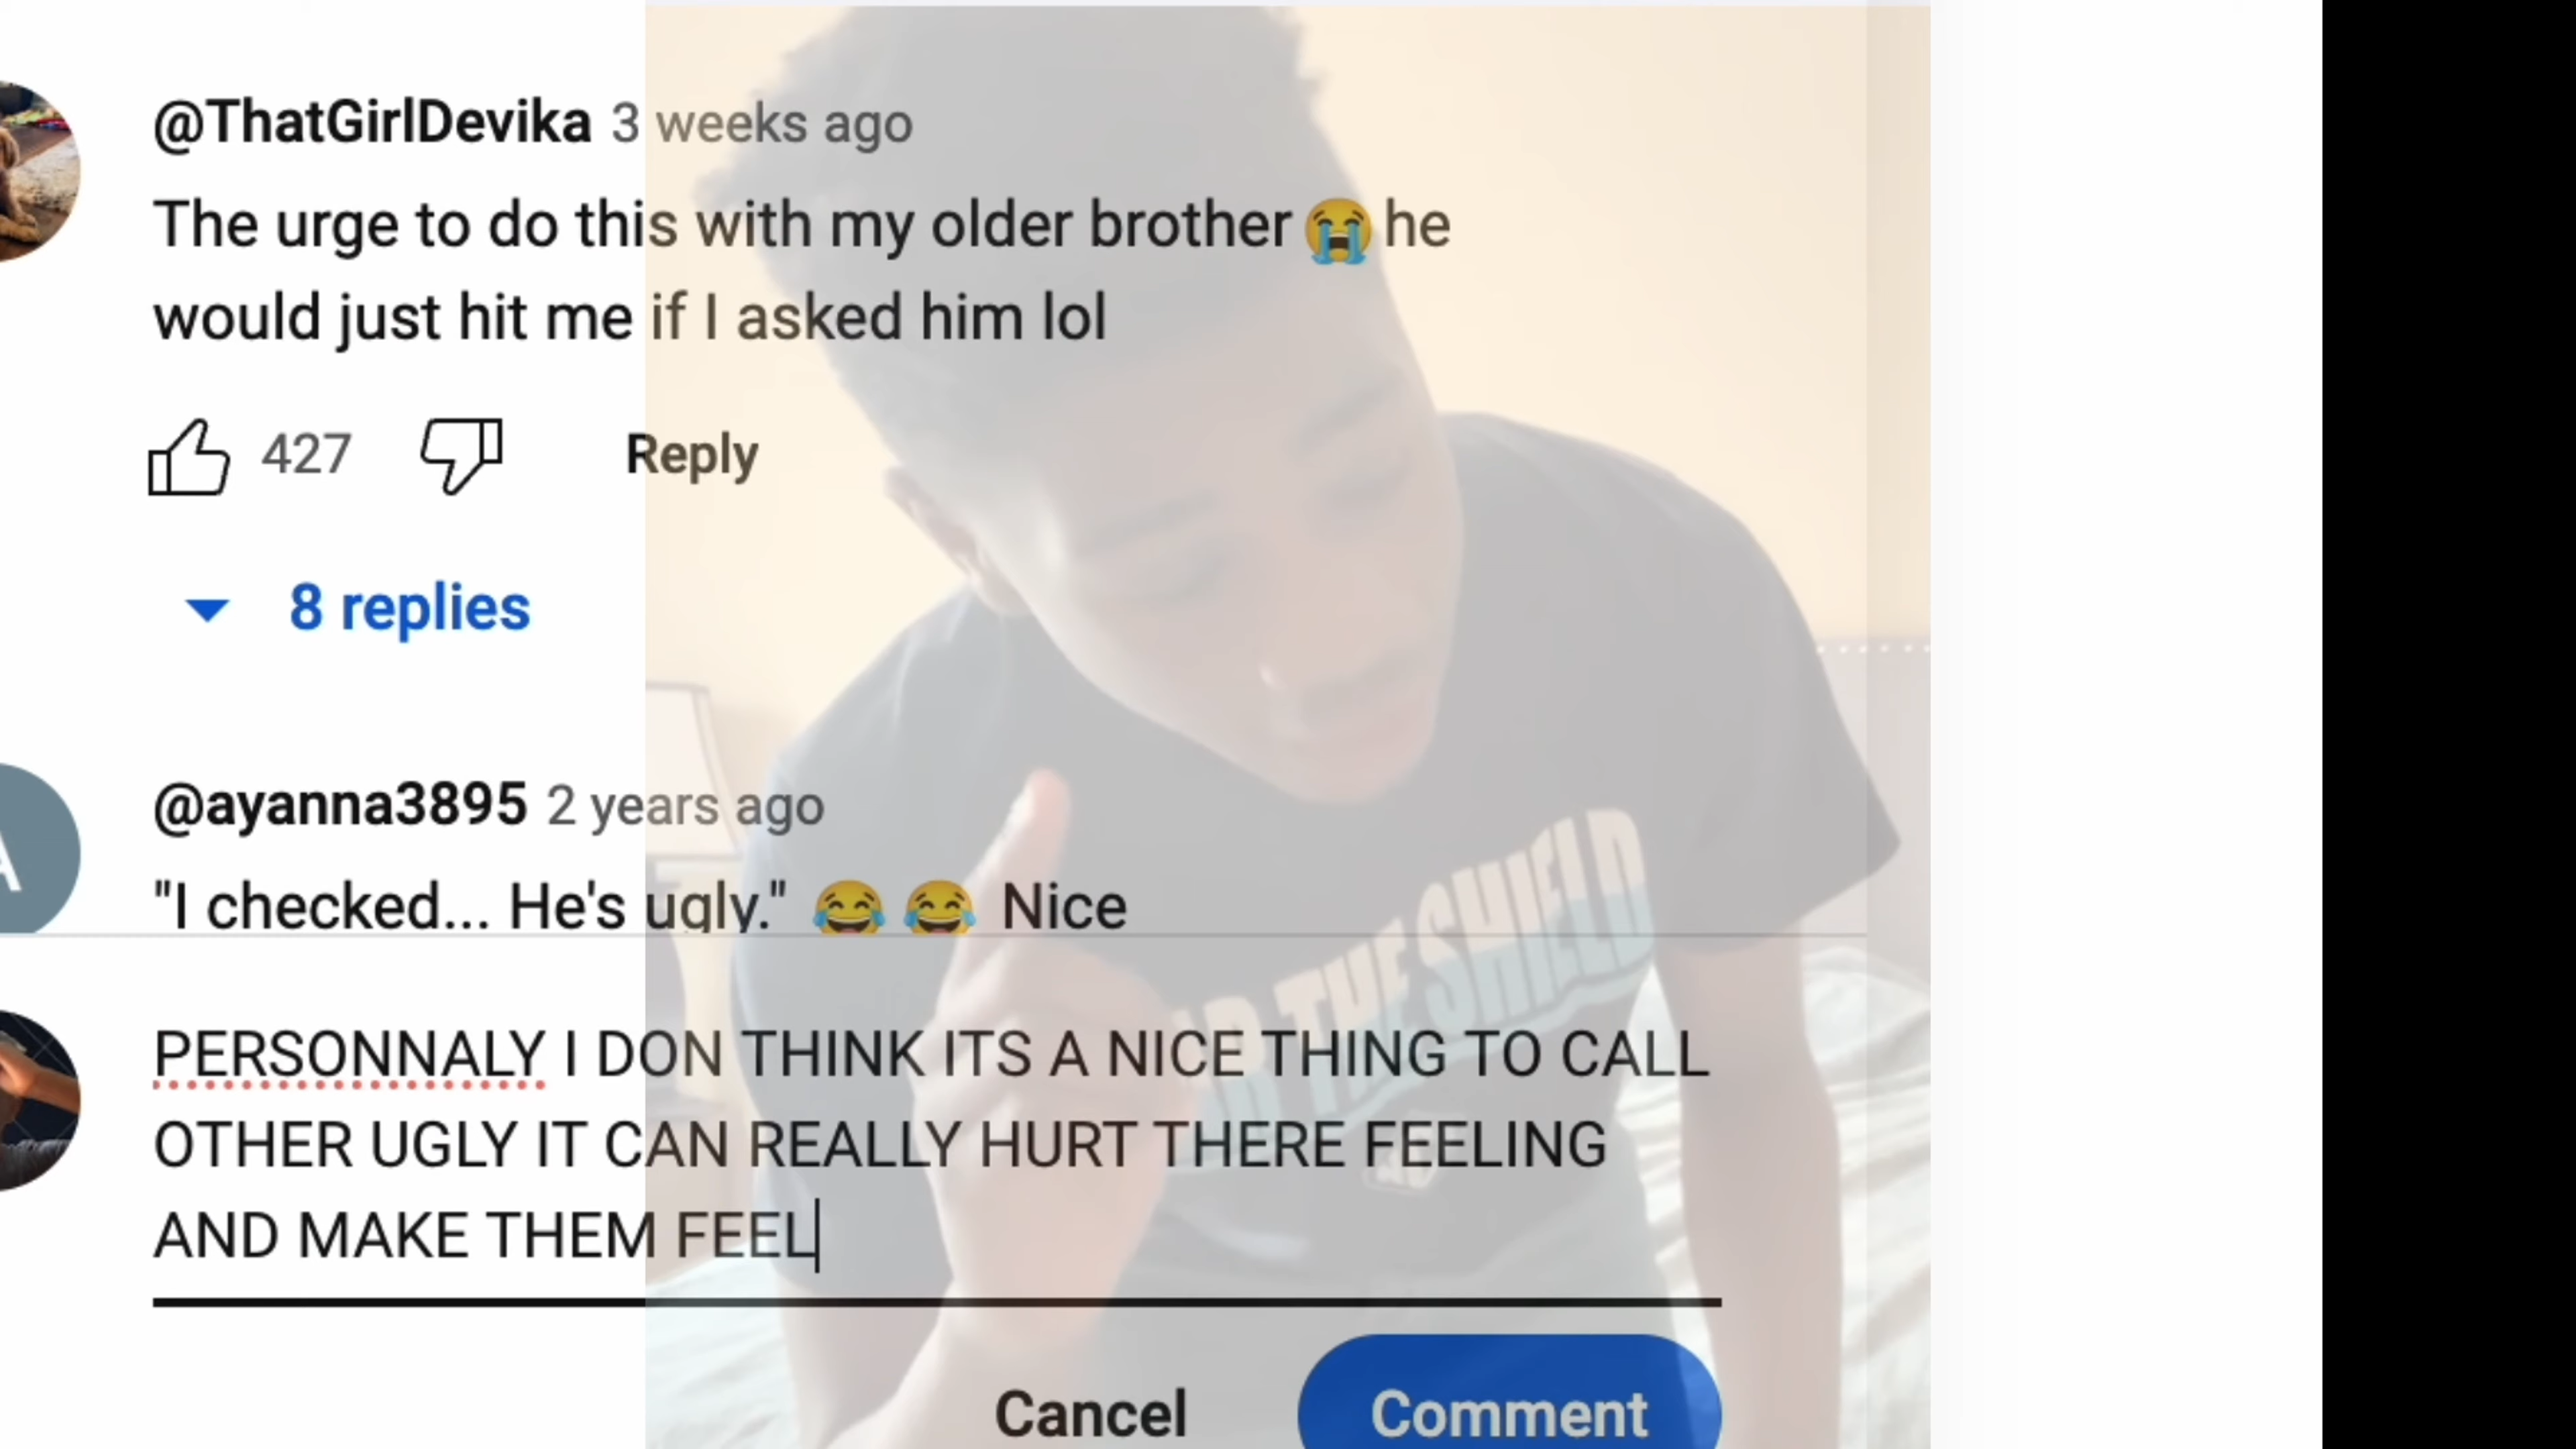 @ThatGirlDevika 3 weeks ago
The urge to do this with my older brother 😭 he
would just hit me if I asked him lol
427 Reply
8 replies
@ayanna3895 2 years ago
"I checked... He's ugly." 😂 😂 Nice
THE SHIELD
PERSONNALY I DON THINK ITS A NICE THING TO CALL
OTHER UGLY IT CAN REALLY HURT THERE FEELING
AND MAKE THEM FEEL
Cancel Comment